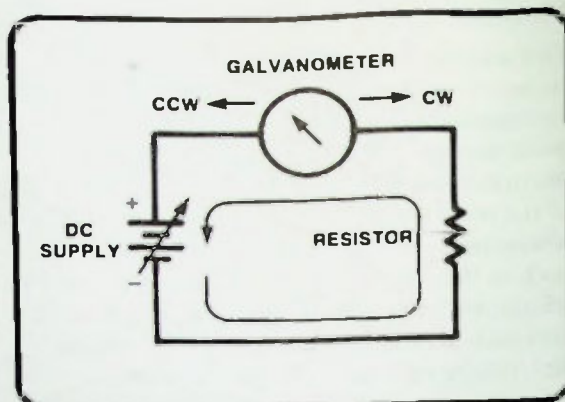 GALVANOMETER
CCW CW
+
DC
SUPPLY
RESISTOR
−